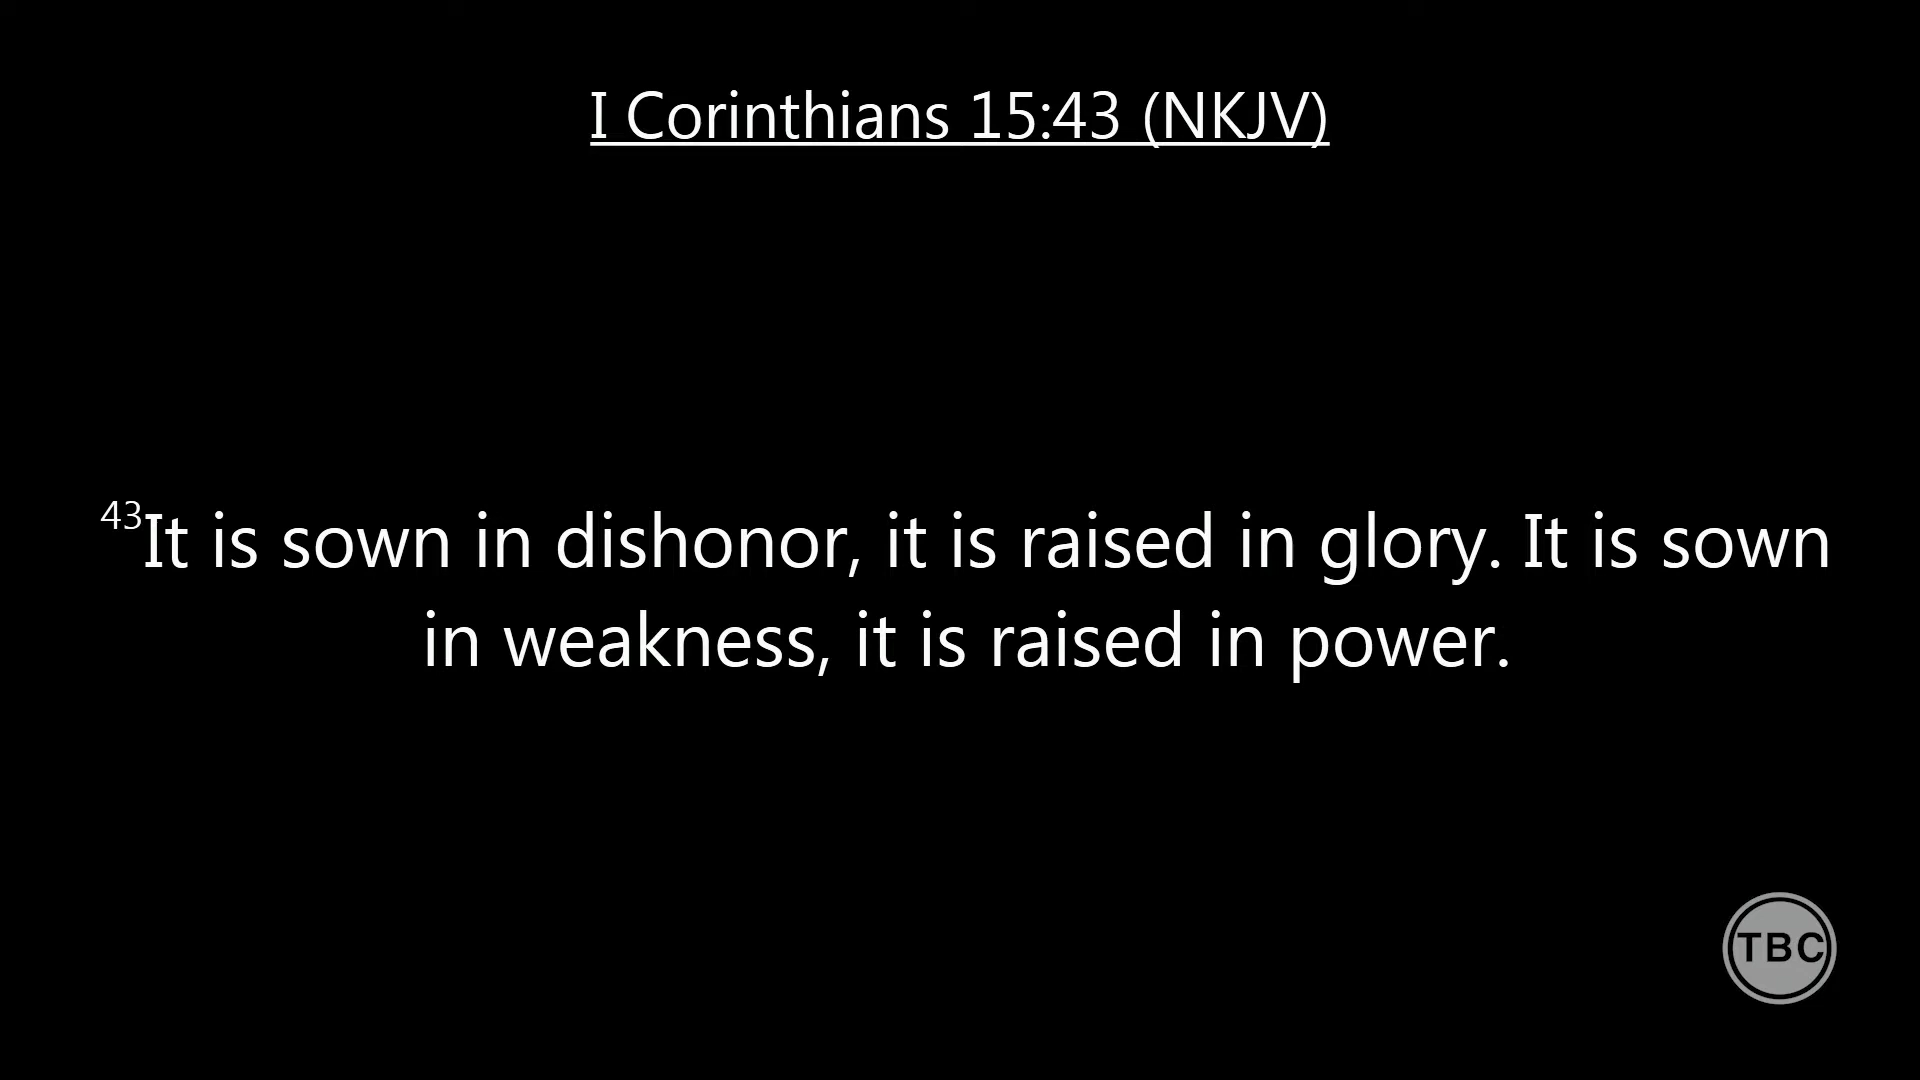 I Corinthians 15:43 (NKJV)
43It is sown in dishonor, it is raised in glory. It is sown
in weakness, it is raised in power.
TBC